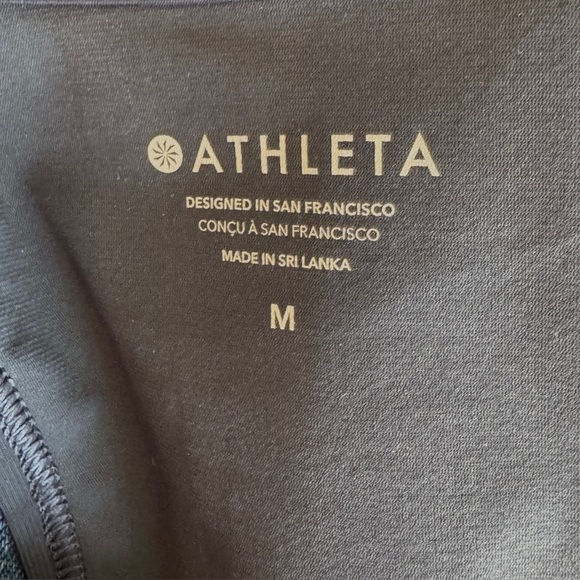 ATHLETA
DESIGNED IN SAN FRANCISCO
CONÇU À SAN FRANCISCO
MADE IN SRI LANKA
M